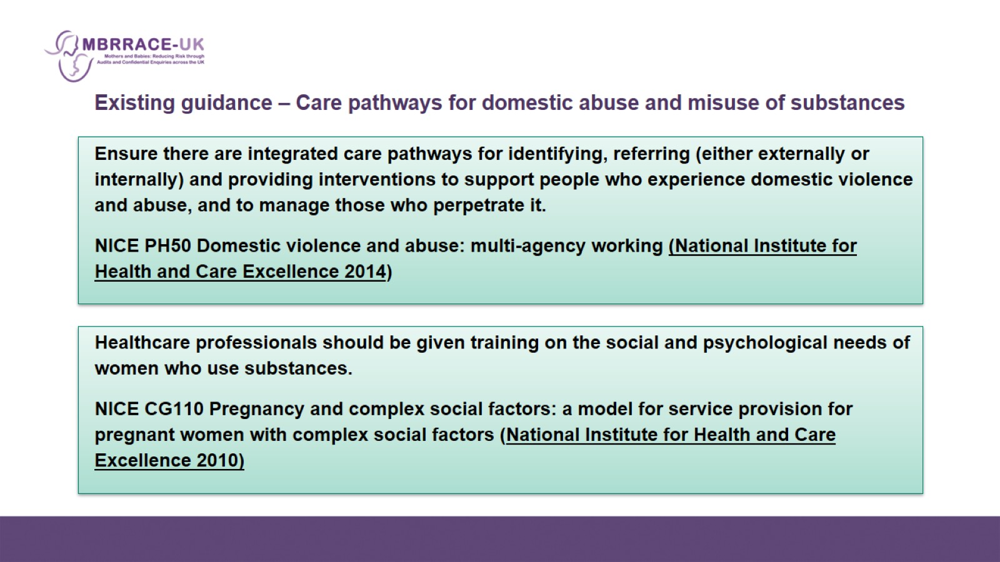 MBRRACE-UK
Mothers and Babies: Reducing Risk through
Audits and Confidential Enquiries across the UK
Existing guidance – Care pathways for domestic abuse and misuse of substances
Ensure there are integrated care pathways for identifying, referring (either externally or
internally) and providing interventions to support people who experience domestic violence
and abuse, and to manage those who perpetrate it.
NICE PH50 Domestic violence and abuse: multi-agency working (National Institute for
Health and Care Excellence 2014)
Healthcare professionals should be given training on the social and psychological needs of
women who use substances.
NICE CG110 Pregnancy and complex social factors: a model for service provision for
pregnant women with complex social factors (National Institute for Health and Care
Excellence 2010)